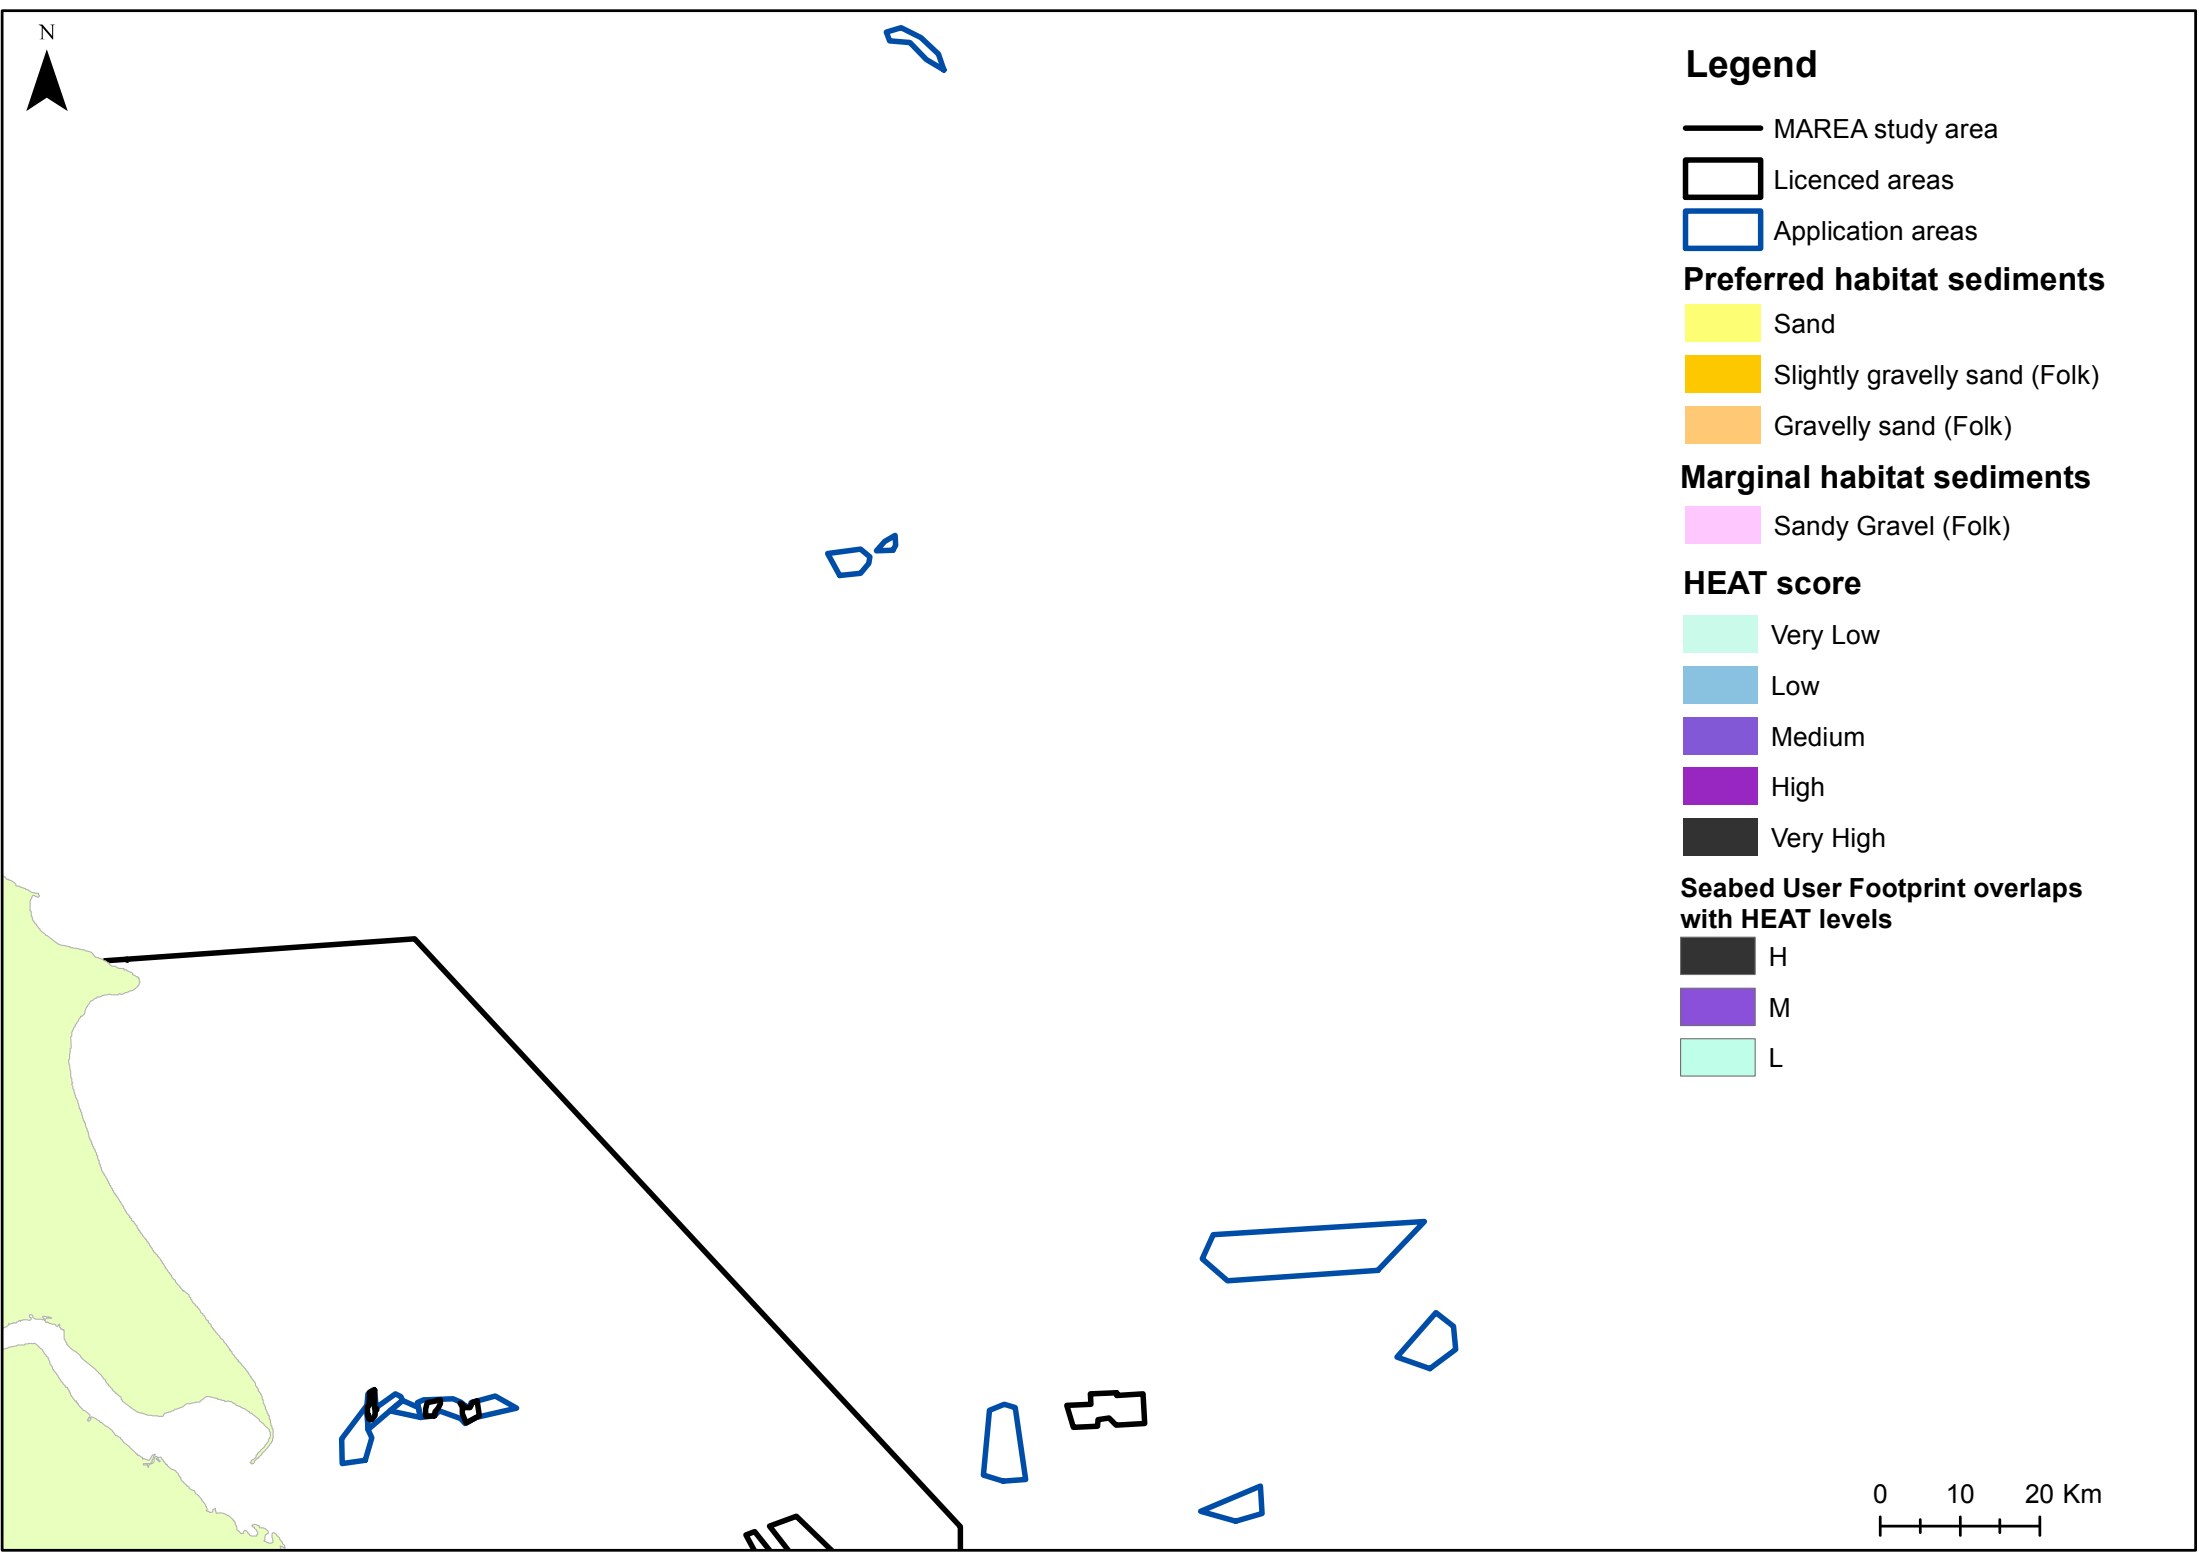 N
Legend
MAREA study area
Licenced areas
Application areas
Preferred habitat sediments
Sand
Slightly gravelly sand (Folk)
Gravelly sand (Folk)
Marginal habitat sediments
Sandy Gravel (Folk)
HEAT score
Very Low
Low
Medium
High
Very High
Seabed User Footprint overlaps
with HEAT levels
H
M
L
0 10 20 Km